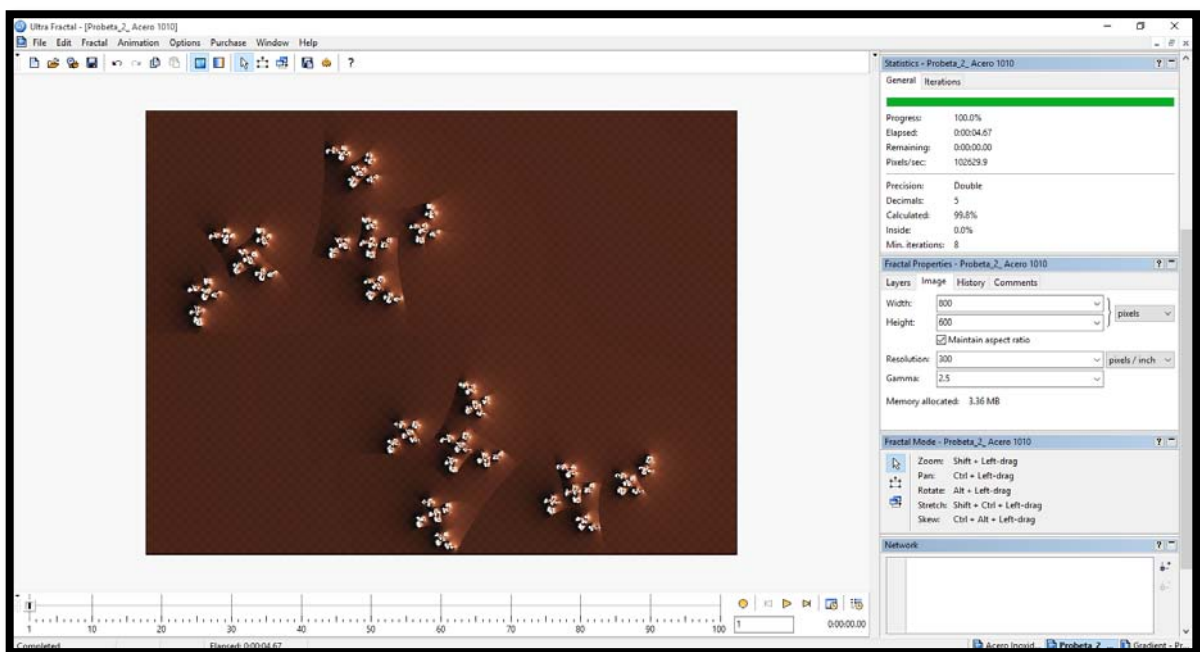 Ultra Fractal - [Probeta_2_ Acero 1010]
File Edit Fractal Animation Options Purchase Window Help
?
Statistics - Probeta_2_ Acero 1010
General Iterations
Progress: 100.0%
Elapsed: 0:00:04.67
Remaining: 0:00:00.00
Pixels/sec: 102629.9
Precision: Double
Decimals: 5
Calculated: 99.8%
Inside: 0.0%
Min. iterations: 8
Fractal Properties - Probeta_2_ Acero 1010
Layers Image History Comments
Width: 800
Height: 600
pixels
Maintain aspect ratio
Resolution: 300 pixels / inch
Gamma: 2.5
Memory allocated: 3.36 MB
Fractal Mode - Probeta_2_ Acero 1010
Zoom: Shift + Left-drag
Pan: Ctrl + Left-drag
Rotate: Alt + Left-drag
Stretch: Shift + Ctrl + Left-drag
Skew: Ctrl + Alt + Left-drag
Network
1 10 20 30 40 50 60 70 80 90 100
1 0:00:00.00
Completed Elapsed: 0:00:04.67
Acero Inoxid... Probeta_2_ ... Gradient - Pr...